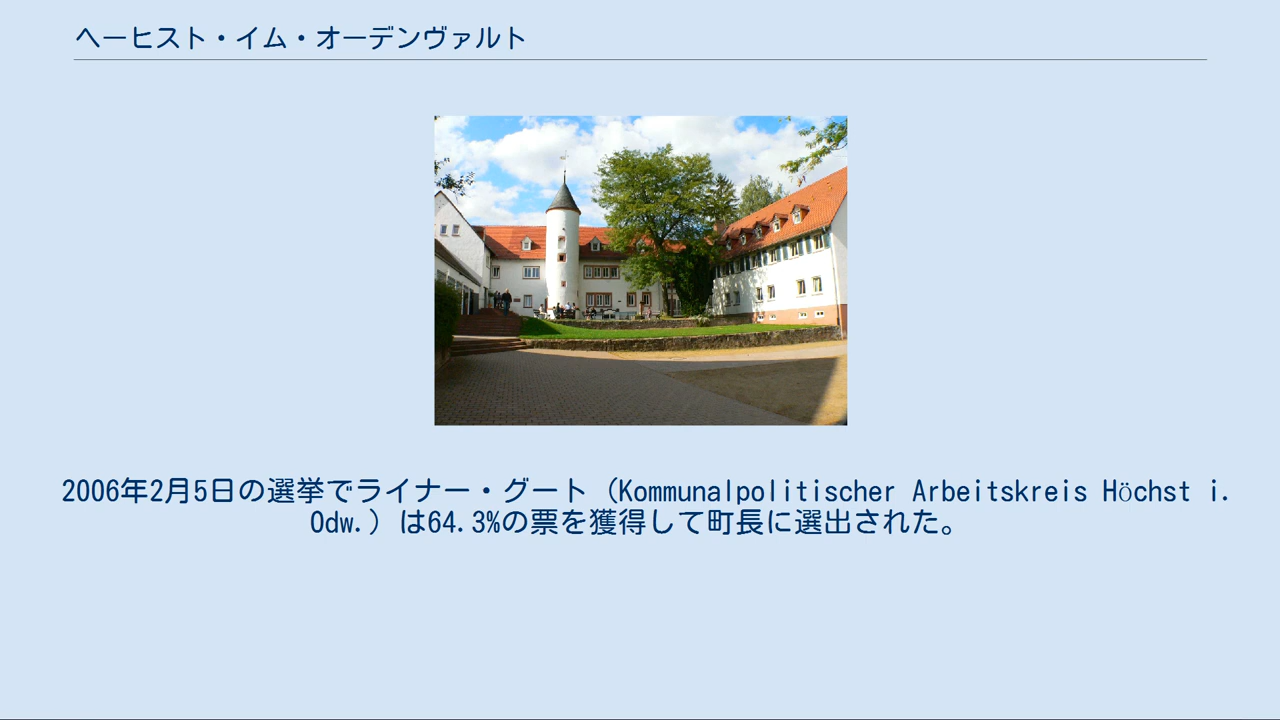 ヘーヒスト・イム・オーデンヴァルト
2006年2月5日の選挙でライナー・グート（Kommunalpolitischer Arbeitskreis Höchst i.
Odw.）は64.3%の票を獲得して町長に選出された。